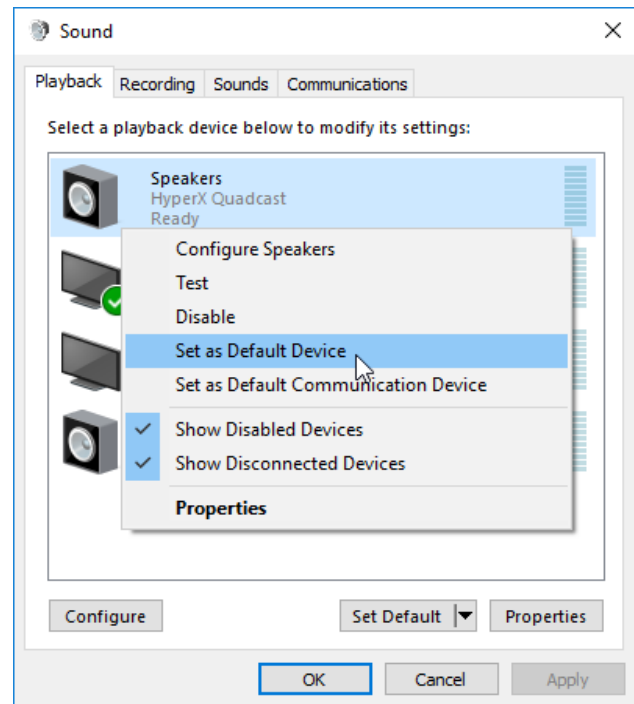 Sound
Playback Recording Sounds Communications
Select a playback device below to modify its settings:
Speakers
HyperX Quadcast
Ready
Configure Speakers
Test
Disable
Set as Default Device
Set as Default Communication Device
Show Disabled Devices
Show Disconnected Devices
Properties
Configure Set Default Properties
OK Cancel Apply